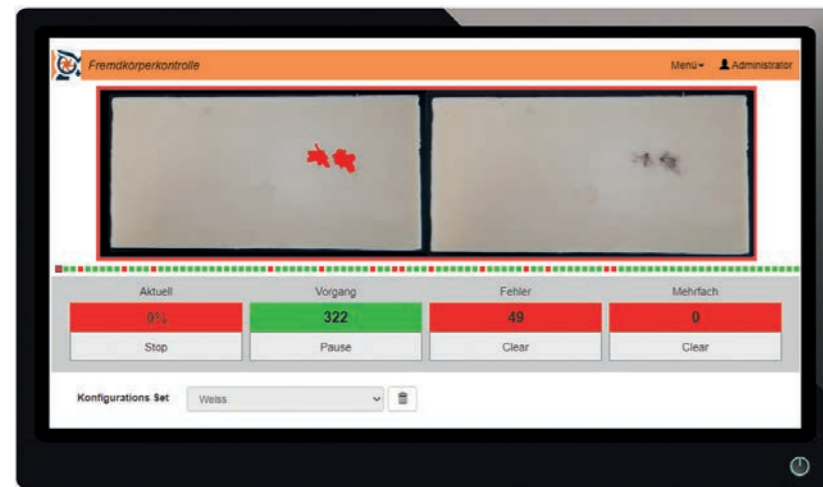 Fremdkörperkontrolle Menü Administrator
Aktuell Vorgang Fehler Mehrfach
0% 322 49 0
Stop Pause Clear Clear
Konfigurations Set Weiss